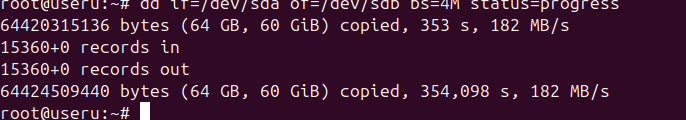 root@useru:~# dd if=/dev/sda of=/dev/sdb bs=4M status=progress
64420315136 bytes (64 GB, 60 GiB) copied, 353 s, 182 MB/s
15360+0 records in
15360+0 records out
64424509440 bytes (64 GB, 60 GiB) copied, 354,098 s, 182 MB/s
root@useru:~#